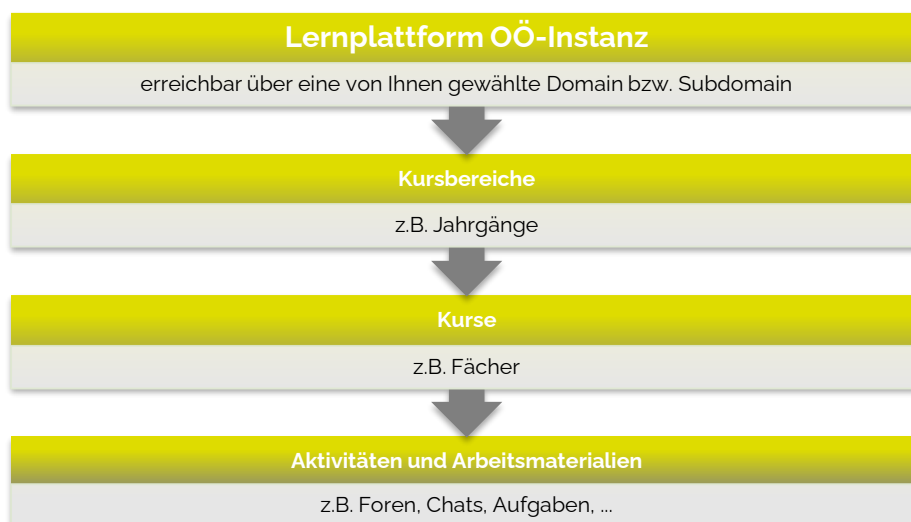 Lernplattform OÖ-Instanz
erreichbar über eine von Ihnen gewählte Domain bzw. Subdomain
Kursbereiche
z.B. Jahrgänge
Kurse
z.B. Fächer
Aktivitäten und Arbeitsmaterialien
z.B. Foren, Chats, Aufgaben, ...